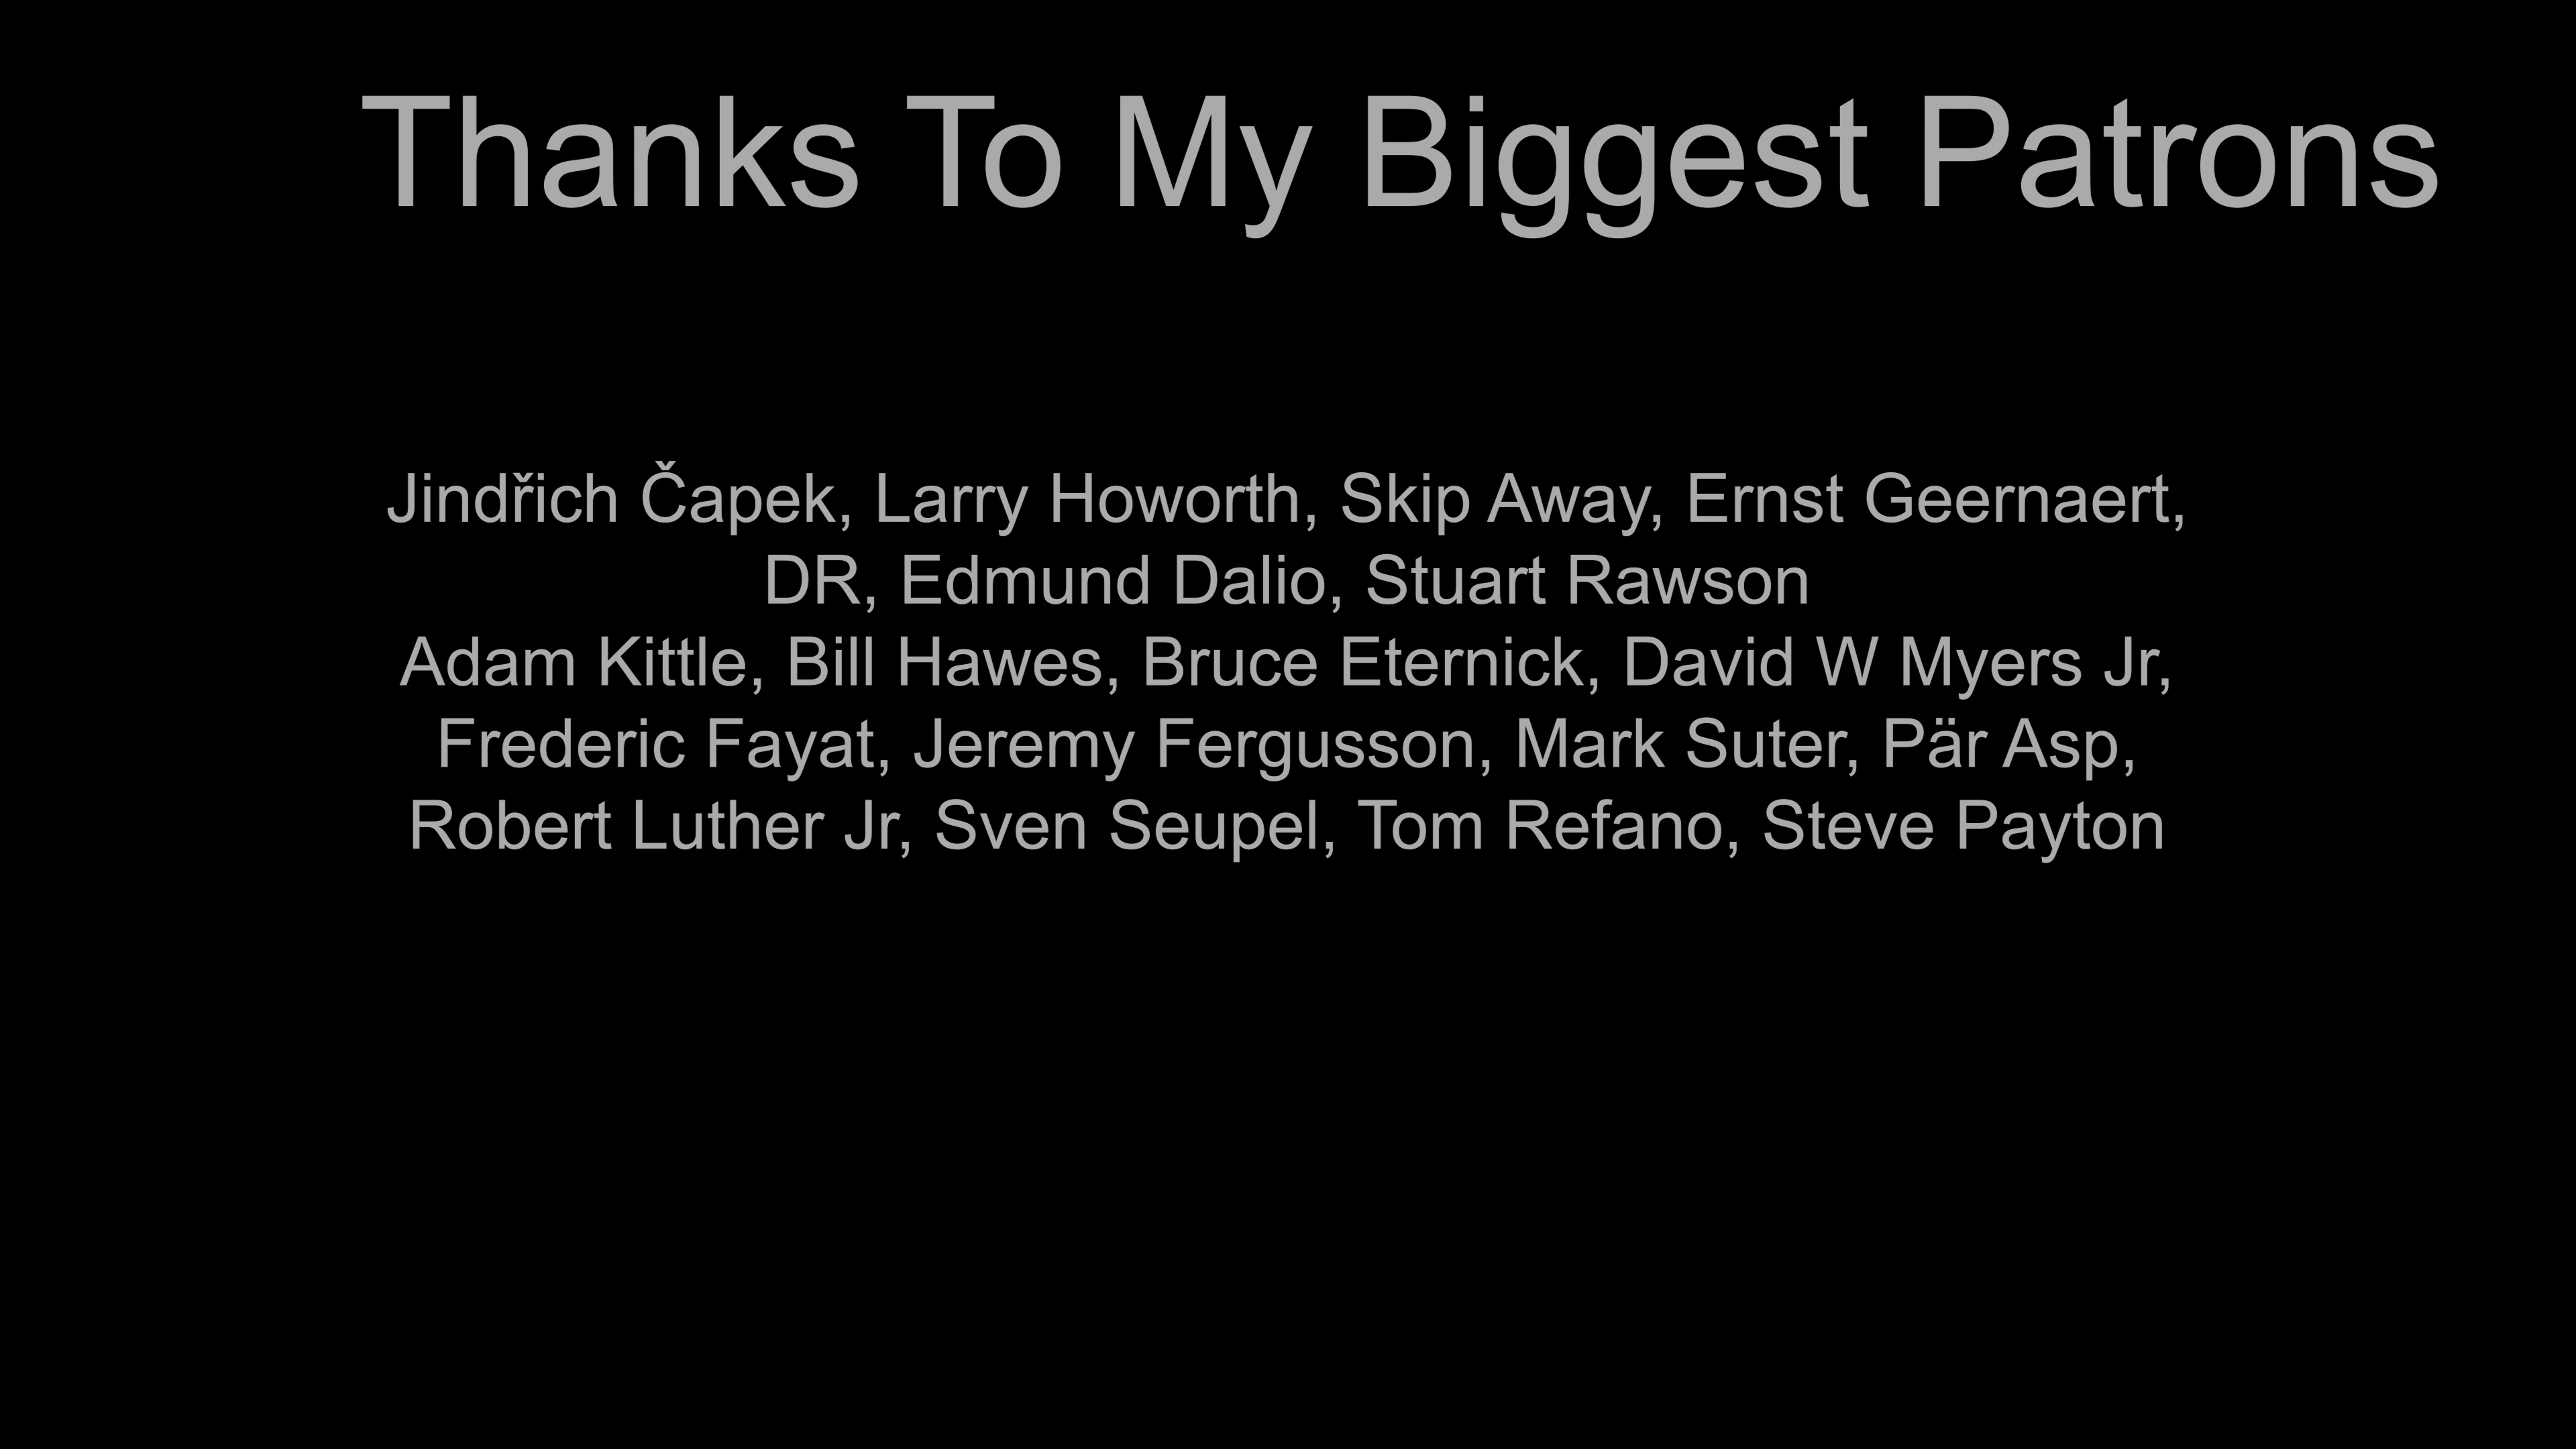 Thanks To My Biggest Patrons
Jindřich Čapek, Larry Howorth, Skip Away, Ernst Geernaert,
DR, Edmund Dalio, Stuart Rawson
Adam Kittle, Bill Hawes, Bruce Eternick, David W Myers Jr,
Frederic Fayat, Jeremy Fergusson, Mark Suter, Pär Asp,
Robert Luther Jr, Sven Seupel, Tom Refano, Steve Payton